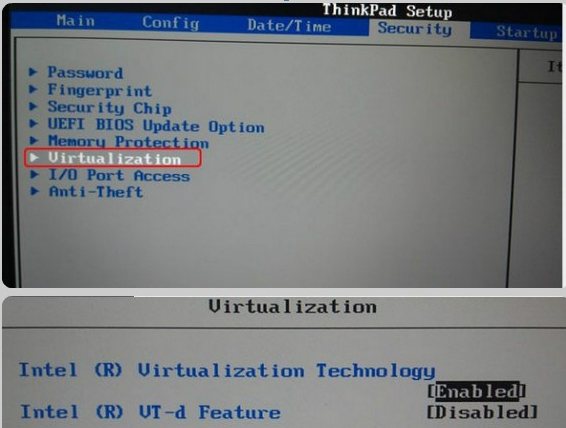 ThinkPad Setup
Main Config Date/Time Security Startup
Password
Fingerprint
Security Chip
UEFI BIOS Update Option
Memory Protection
Virtualization
I/O Port Access
Anti-Theft
Virtualization
Intel (R) Virtualization Technology
[Enabled]
Intel (R) VT-d Feature [Disabled]